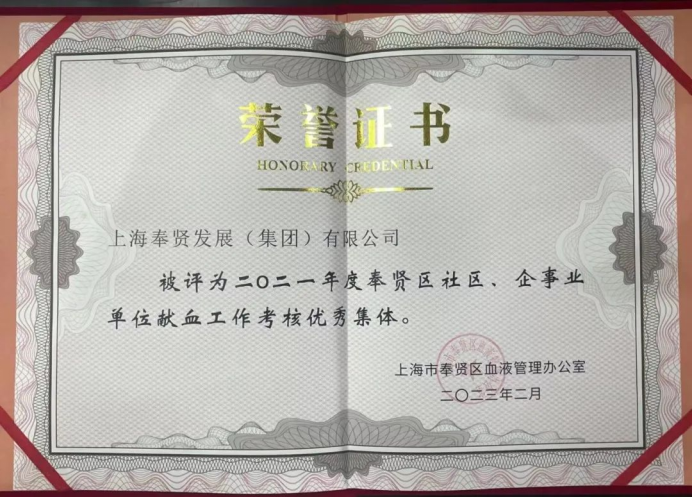 荣誉证书
HONORARY CREDENTIAL
上海奉贤发展（集团）有限公司
被评为二〇二一年度奉贤区社区、企事业
单位献血工作考核优秀集体。
上海市奉贤区血液管理办公室
二〇二三年二月